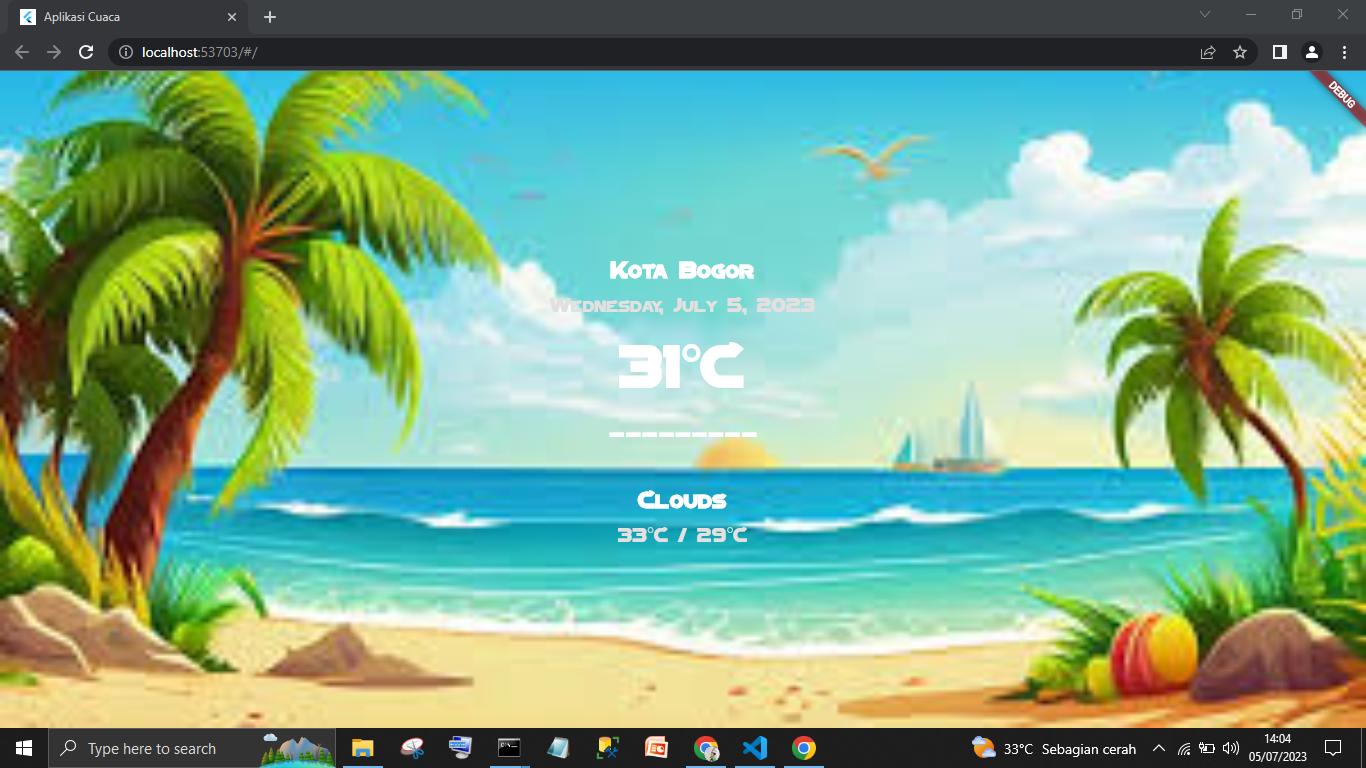 Aplikasi Cuaca
localhost:53703/#/
DEBUG
Kota Bogor
Wednesday, July 5, 2023
31°C
----------
Clouds
33°C / 29°C
Type here to search
33°C Sebagian cerah
14:04
05/07/2023